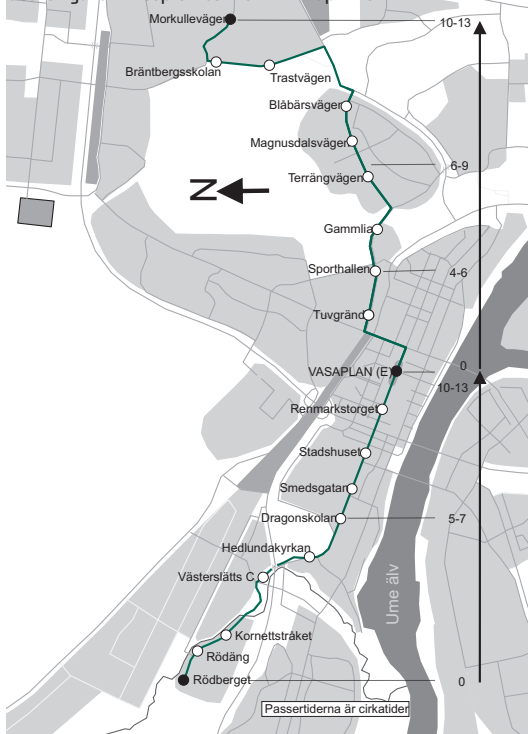 Morkullevägen
10-13
Bräntbergsskolan
Trastvägen
Blåbärsvägen
Magnusdalsvägen
6-9
Terrängvägen
N
Gammlia
Sporthallen
4-6
Tuvgränd
0
VASAPLAN (E)
10-13
Renmarkstorget
Stadshuset
Smedsgatan
Dragonskolan
5-7
Hedlundakyrkan
Västerslätts C
Ume älv
Kornettstråket
Rödäng
Rödberget
0
Passertiderna är cirkatider